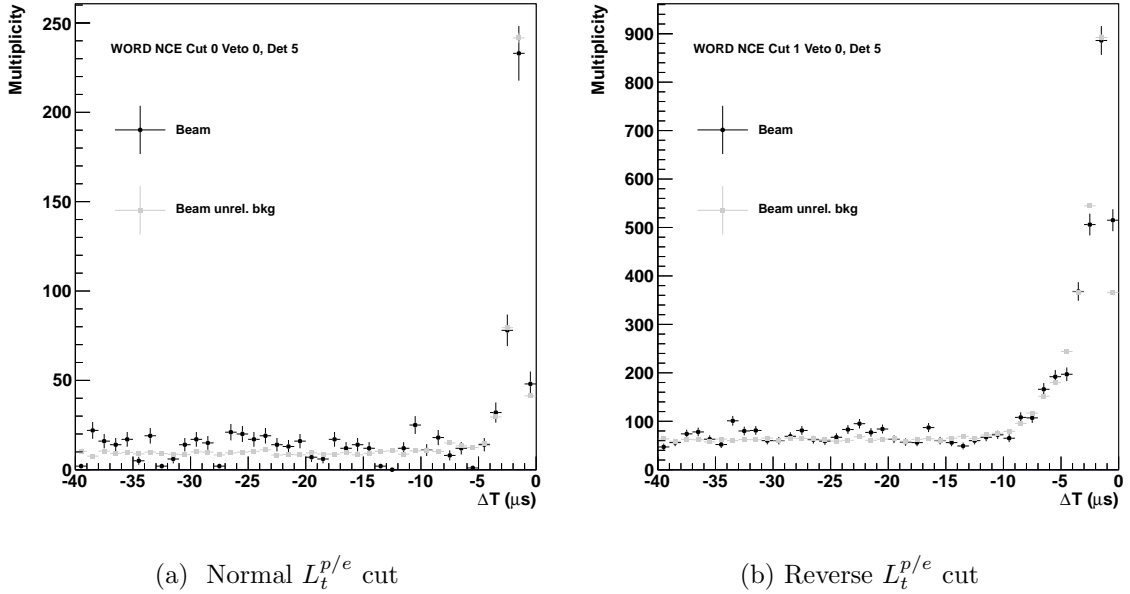 Multiplicity
250
200
150
100
50
0
WORD NCE Cut 0 Veto 0, Det 5
Beam
Beam unrel. bkg
-40 -35 -30 -25 -20 -15 -10 -5 0
ΔT (μs)
(a) Normal L_t^{p/e} cut
Multiplicity
900
800
700
600
500
400
300
200
100
0
WORD NCE Cut 1 Veto 0, Det 5
Beam
Beam unrel. bkg
-40 -35 -30 -25 -20 -15 -10 -5 0
ΔT (μs)
(b) Reverse L_t^{p/e} cut